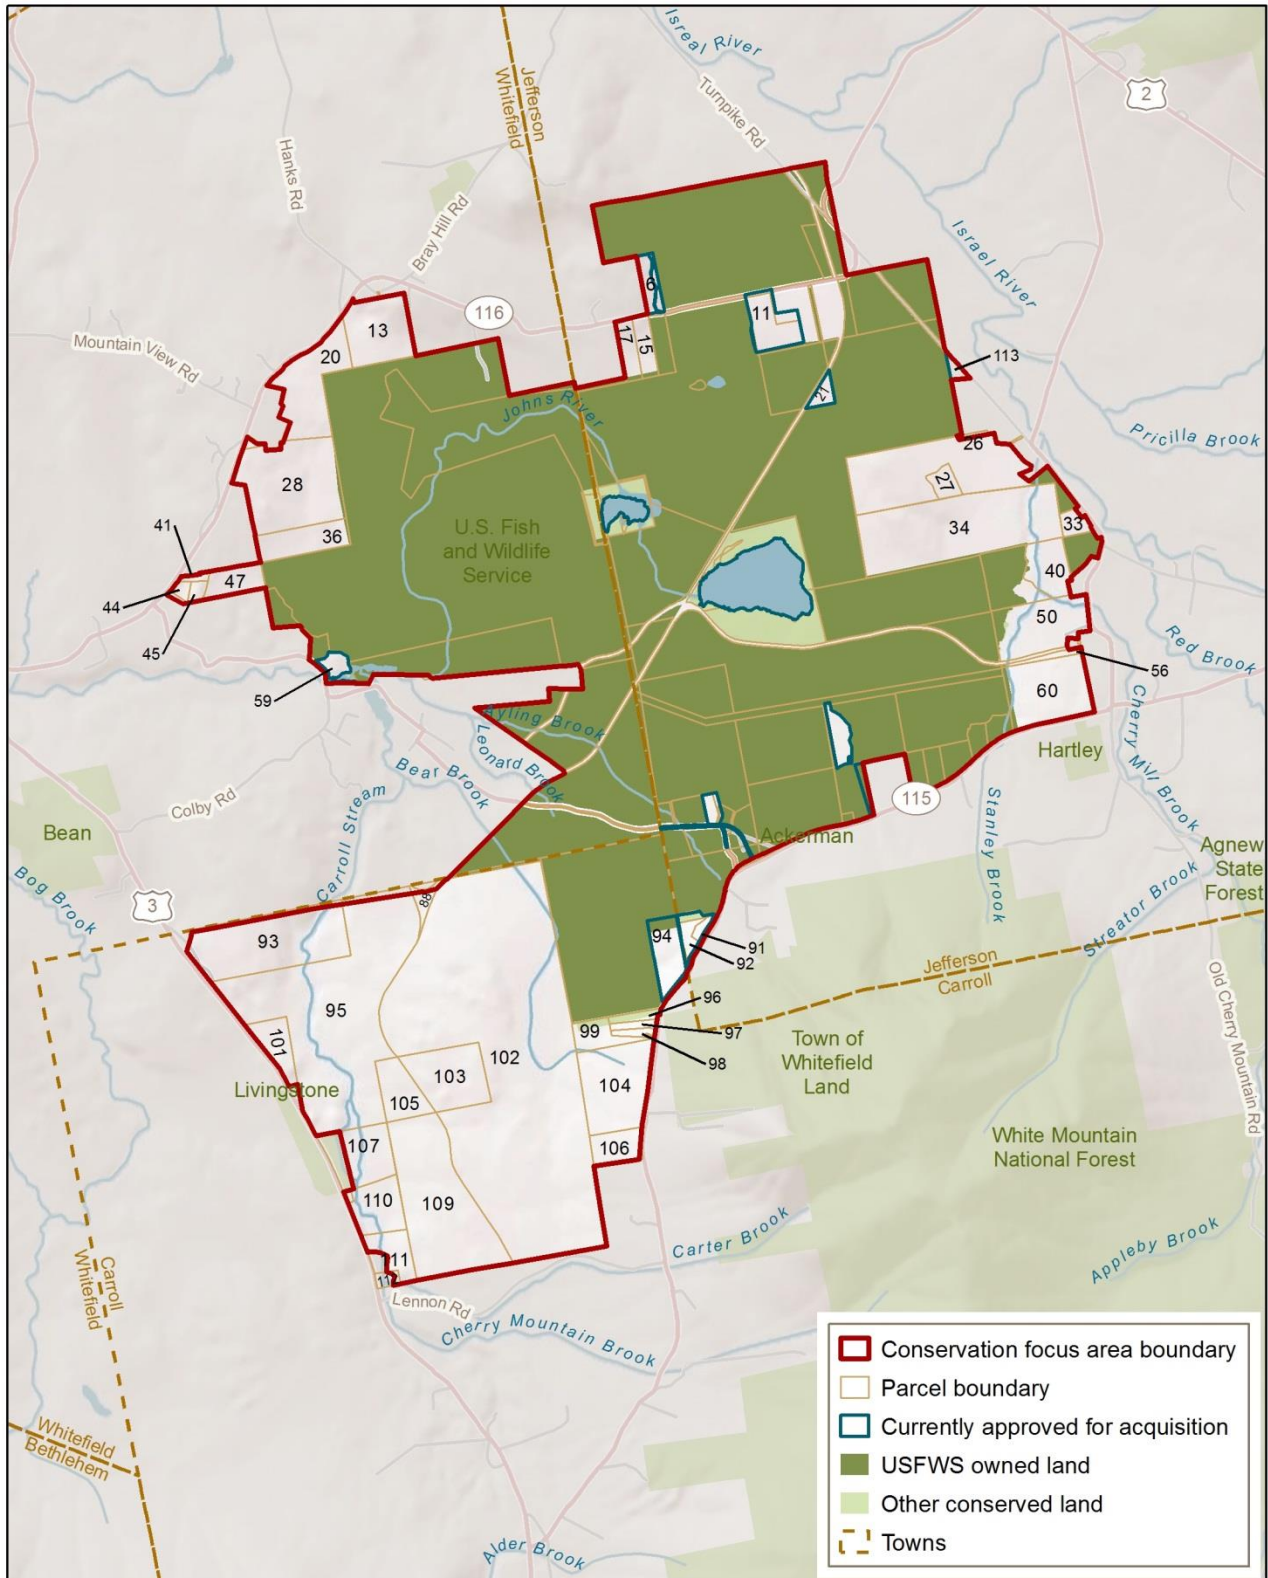 Isreal River
Jefferson
Whitefield
Turnpike Rd
2
Hanks Rd
Bray Hill Rd
Israel River
6
116
13
20
17
15
11
113
Mountain View Rd
21
Johns River
Pricilla Brook
26
28
27
36
34
33
41
U.S. Fish
and Wildlife
Service
47
40
44
45
50
Red Brook
56
59
60
Ayling Brook
Leonard Brook
Bear Brook
Cherry Mill Brook
Hartley
Colby Rd
Carroll Stream
115
Stanley Brook
Bean
Ackerman
Agnew
State
Forest
Bog Brook
3
88
Streator Brook
93
94
91
92
Jefferson
Carroll
Old Cherry Mountain Rd
95
96
99
97
98
101
102
Town of
Whitefield
Land
103
Livingstone
105
104
107
106
White Mountain
National Forest
110
109
Carter Brook
Appleby Brook
111
11
Carroll
Whitefield
Lennon Rd
Cherry Mountain Brook
Whitefield
Bethlehem
Alder Brook
Conservation focus area boundary
Parcel boundary
Currently approved for acquisition
USFWS owned land
Other conserved land
Towns